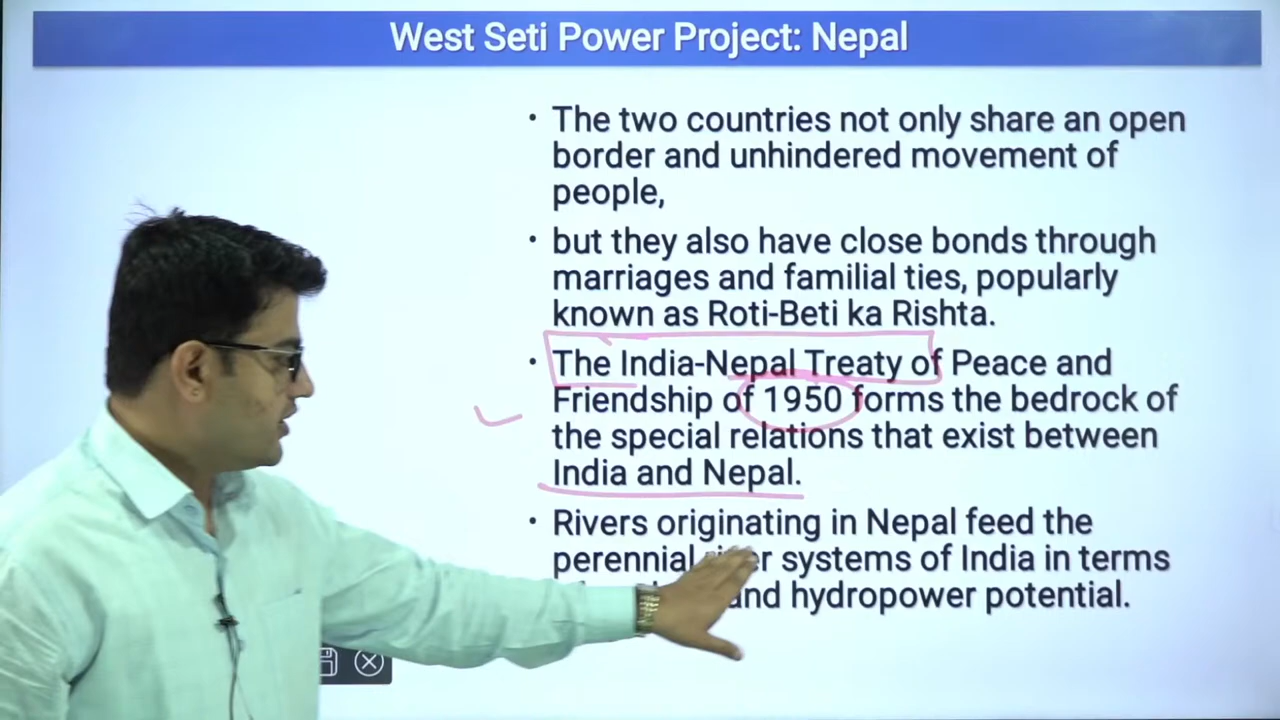 West Seti Power Project: Nepal
• The two countries not only share an open
border and unhindered movement of
people,
• but they also have close bonds through
marriages and familial ties, popularly
known as Roti-Beti ka Rishta.
• The India-Nepal Treaty of Peace and
Friendship of 1950 forms the bedrock of
the special relations that exist between
India and Nepal.
• Rivers originating in Nepal feed the
perennial systems of India in terms
and hydropower potential.